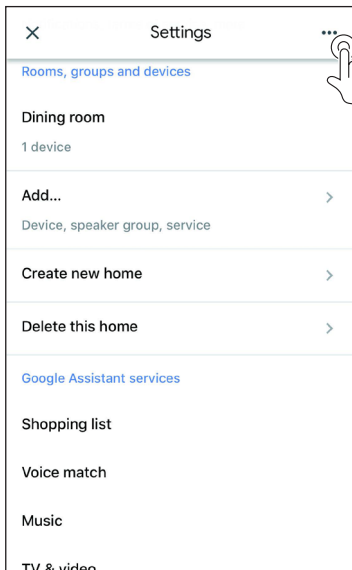 Settings
Rooms, groups and devices
Dining room
1 device
Add...
Device, speaker group, service
Create new home
Delete this home
Google Assistant services
Shopping list
Voice match
Music
TV & video